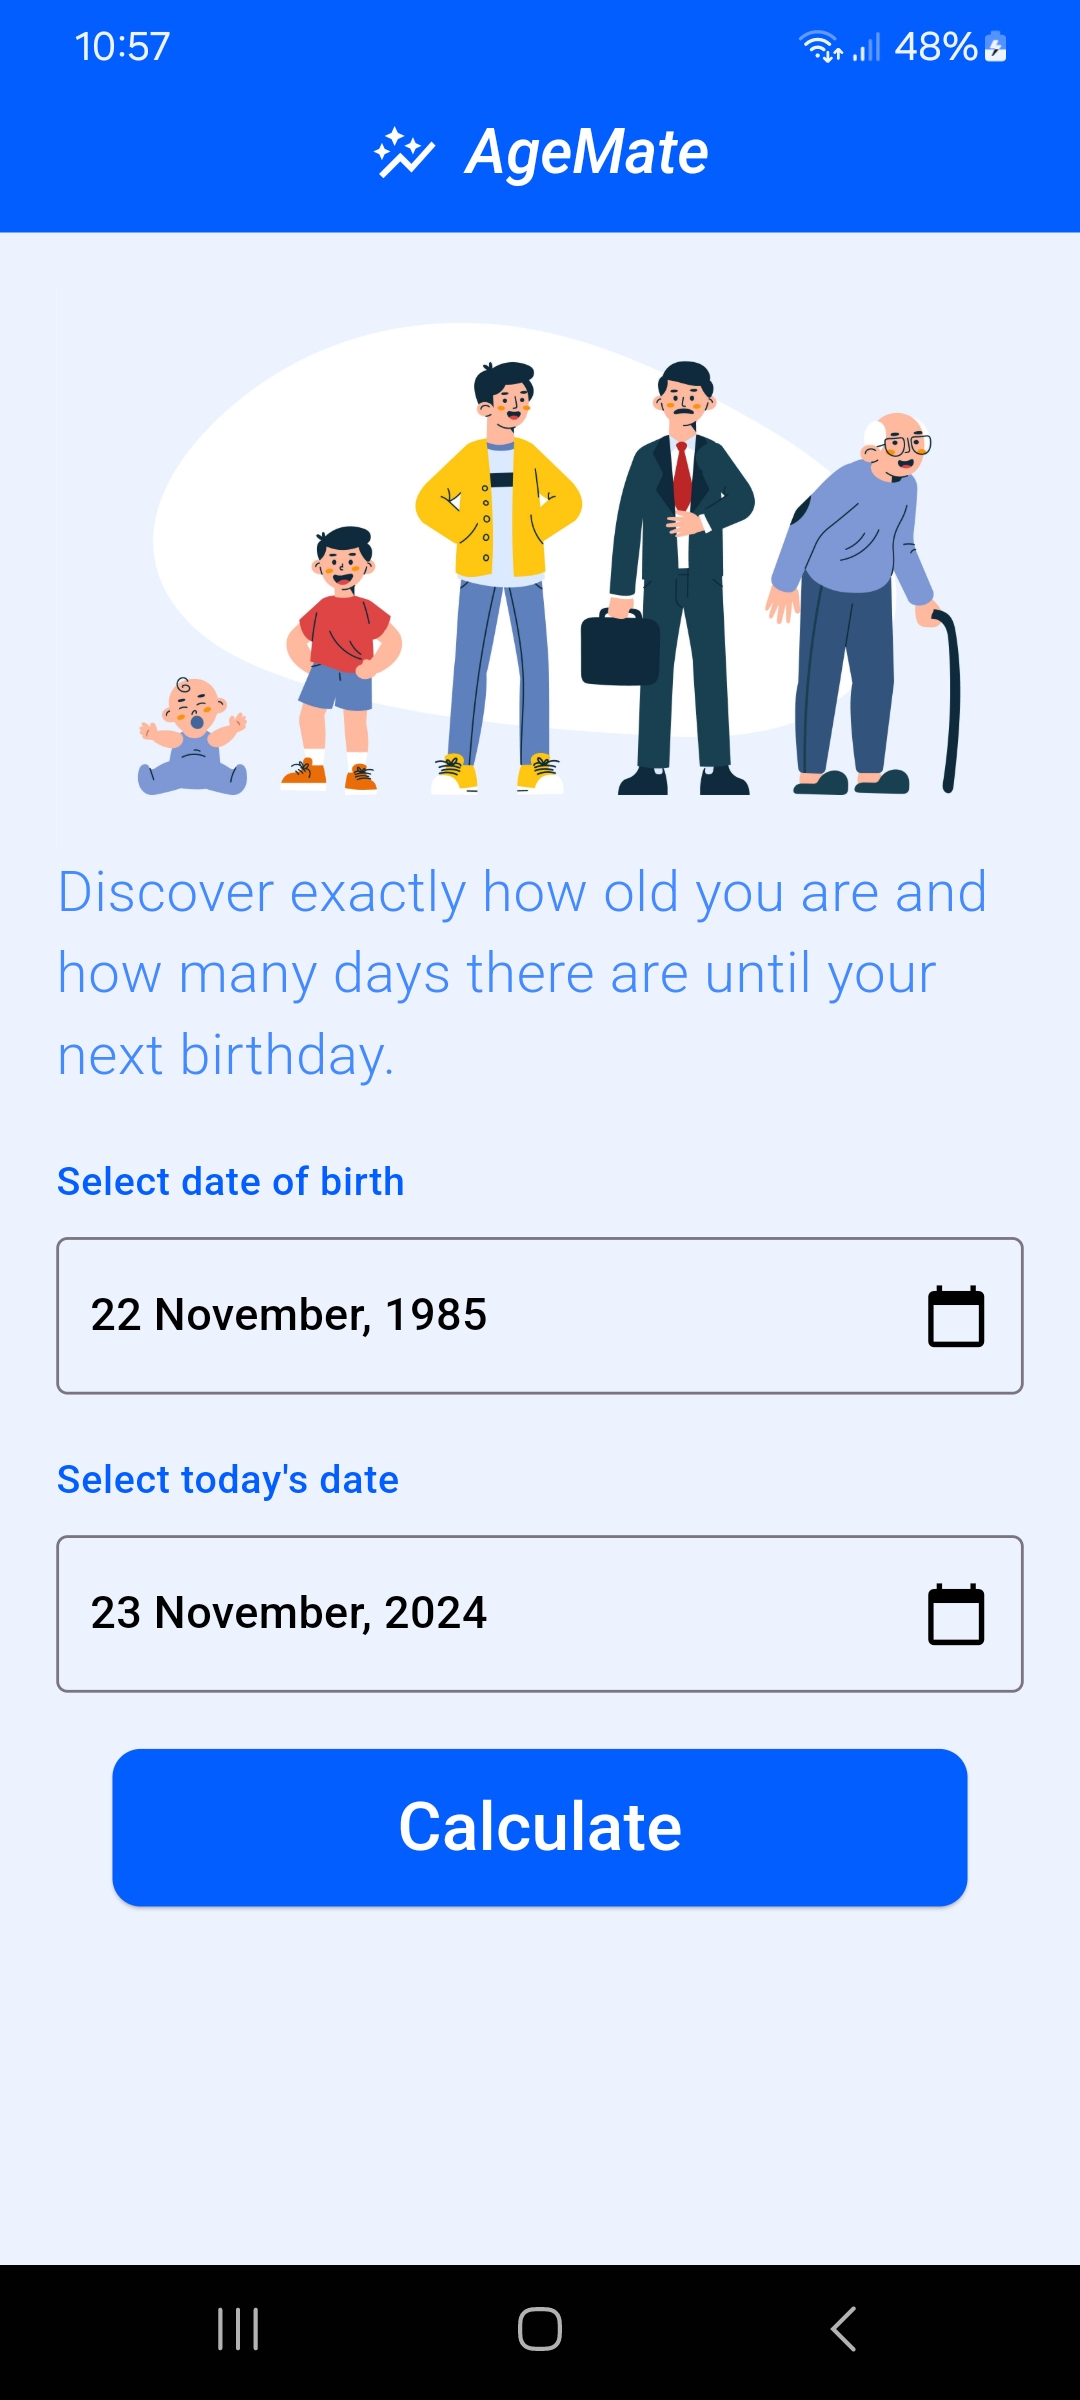 10:57
48%
AgeMate
Discover exactly how old you are and
how many days there are until your
next birthday.
Select date of birth
22 November, 1985
Select today's date
23 November, 2024
Calculate